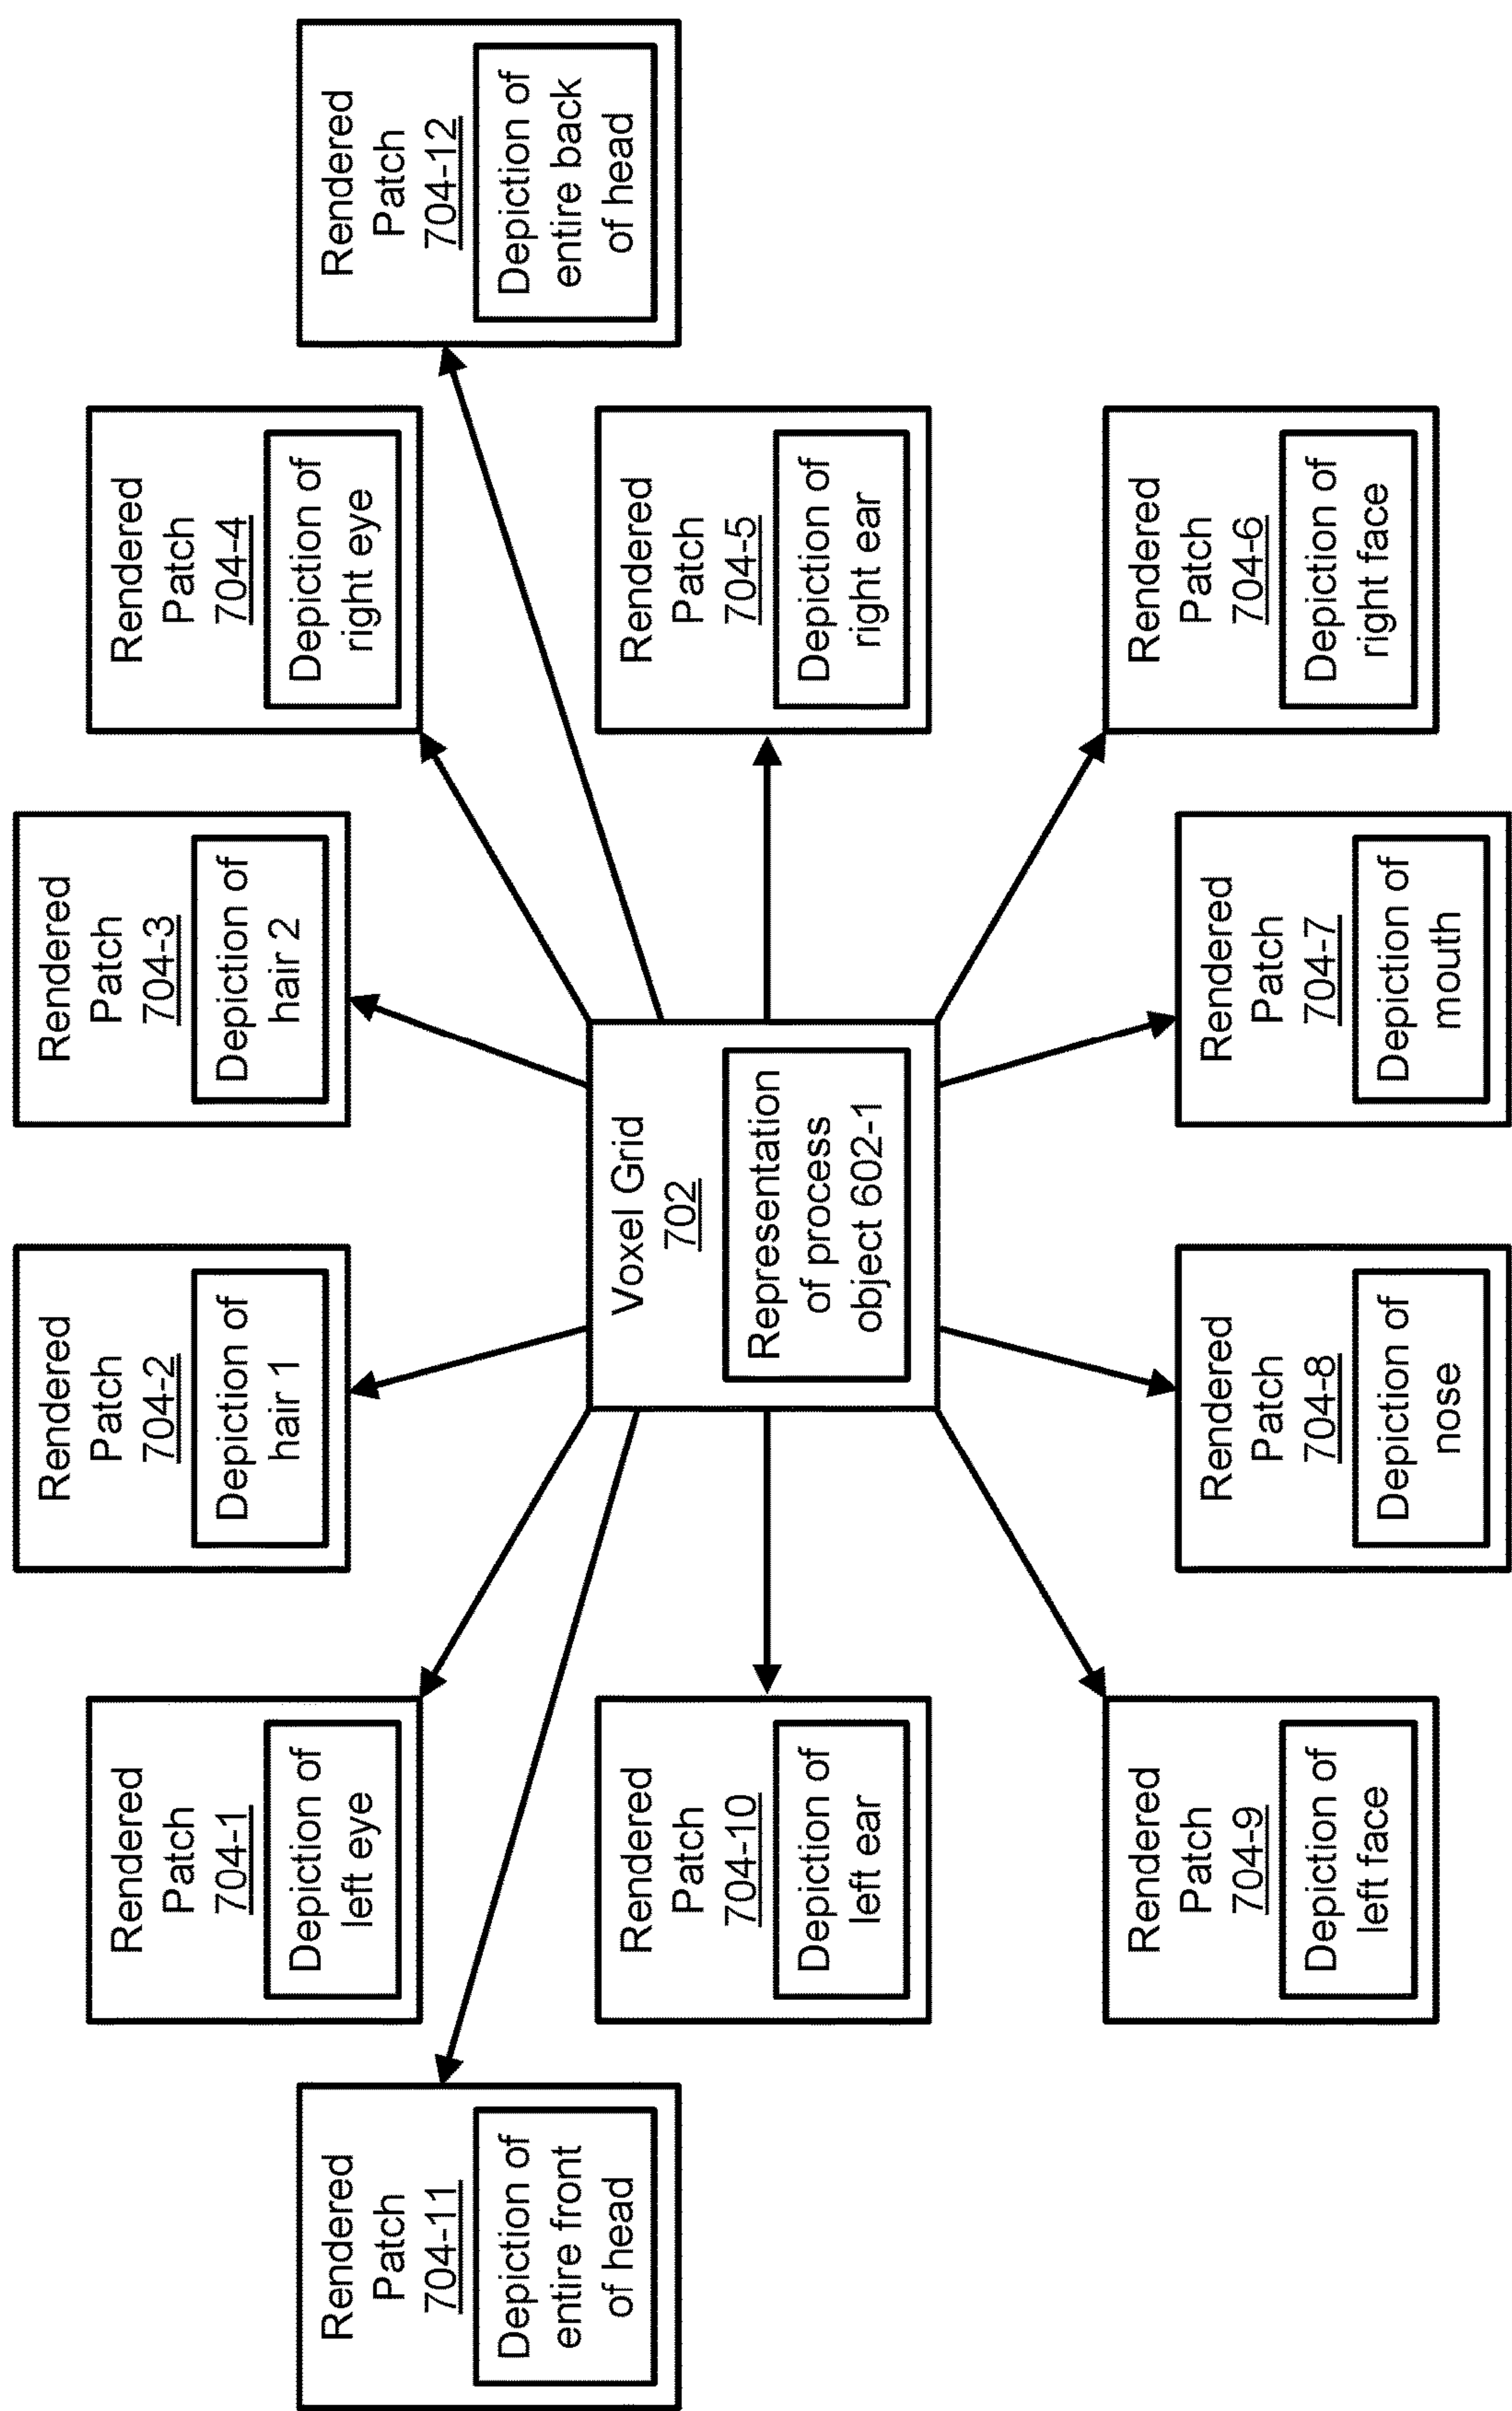 Rendered
Patch
704-2
Depiction of
hair 1
Rendered
Patch
704-3
Depiction of
hair 2
Rendered
Patch
704-1
Depiction of
left eye
Rendered
Patch
704-4
Depiction of
right eye
Rendered
Patch
704-11
Depiction of
entire front
of head
Rendered
Patch
704-12
Depiction of
entire back
of head
Rendered
Patch
704-10
Depiction of
left ear
Voxel Grid
702
Representation
of process
object 602-1
Rendered
Patch
704-5
Depiction of
right ear
Rendered
Patch
704-9
Depiction of
left face
Rendered
Patch
704-6
Depiction of
right face
Rendered
Patch
704-8
Depiction of
nose
Rendered
Patch
704-7
Depiction of
mouth